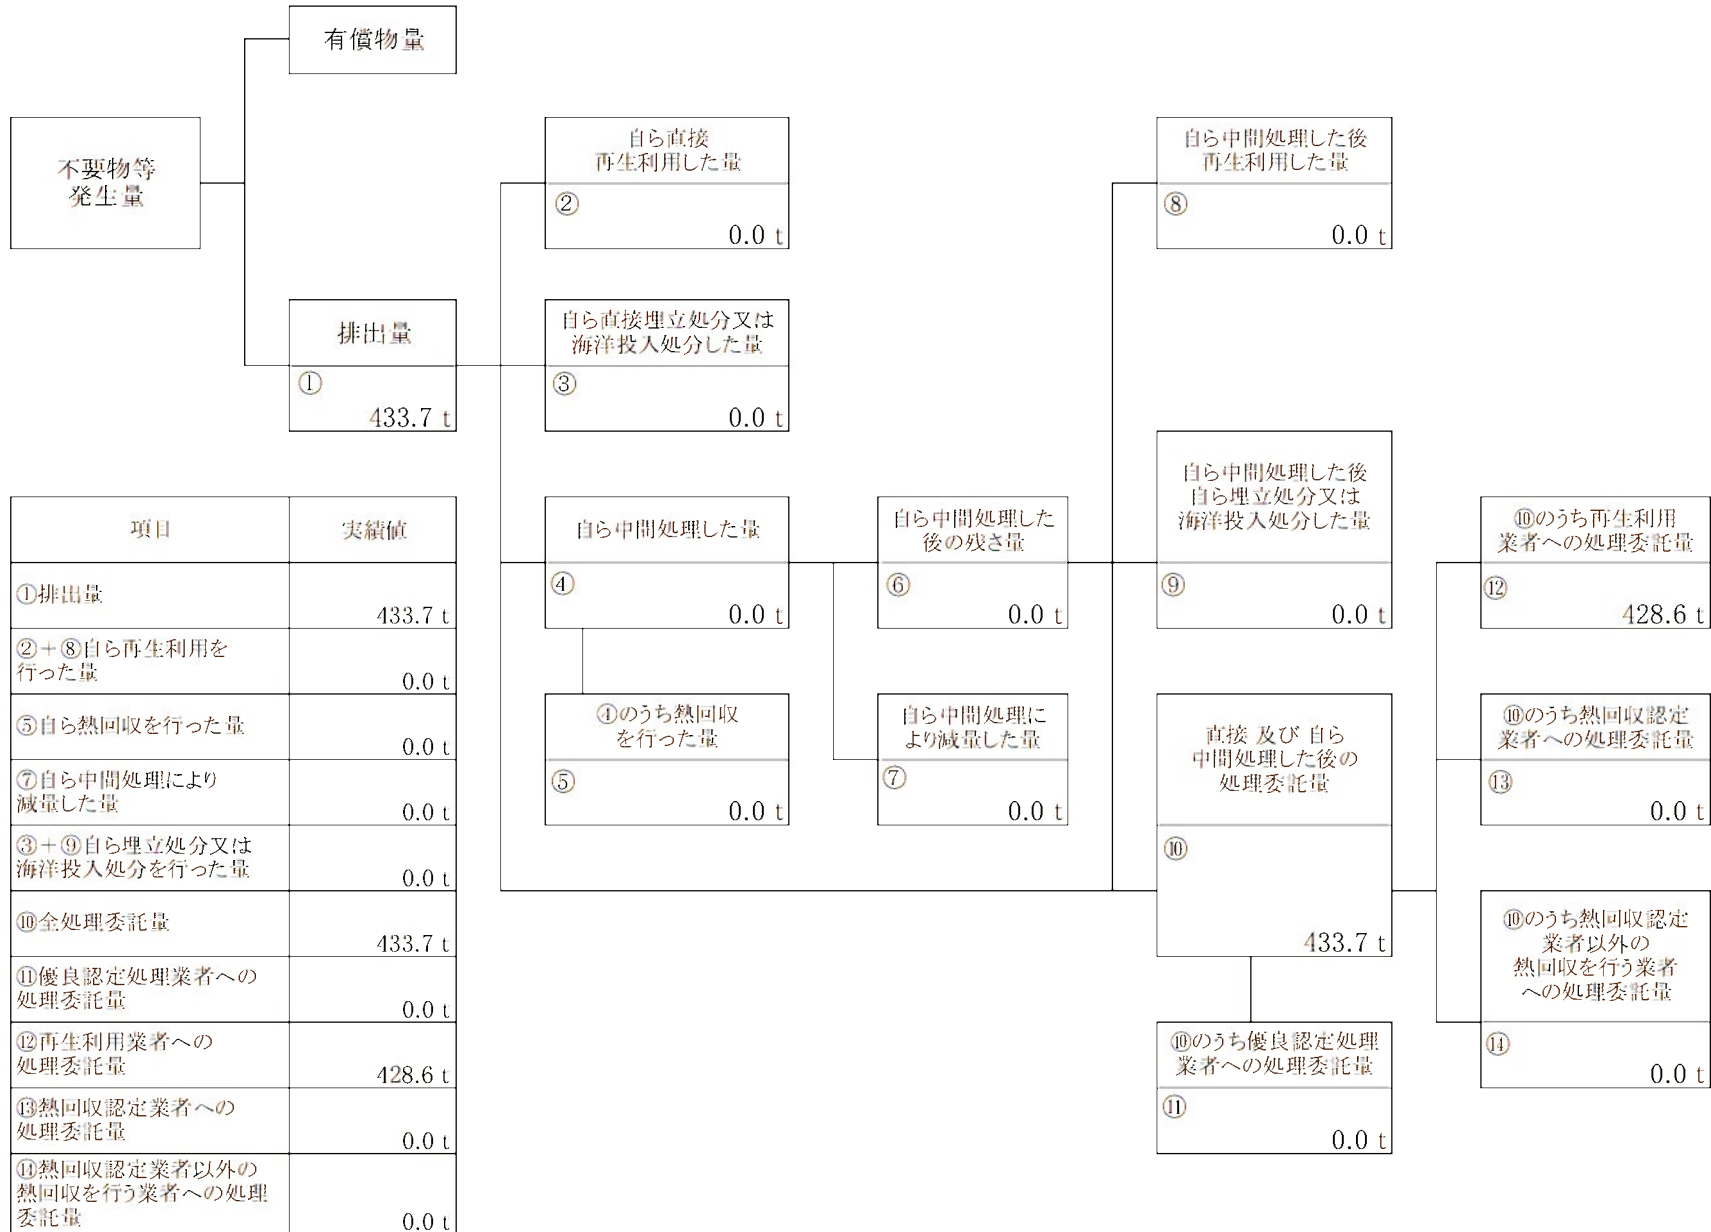 有償物量
不要物等
発生量
自ら直接
再生利用した量
②
0.0 t
自ら中間処理した後
再生利用した量
⑧
0.0 t
排出量
①
433.7 t
自ら直接埋立処分又は
海洋投入処分した量
③
0.0 t
自ら中間処理した量
④
0.0 t
自ら中間処理した
後の残さ量
⑥
0.0 t
自ら中間処理した後
自ら埋立処分又は
海洋投入処分した量
⑨
0.0 t
⑩のうち再生利用
業者への処理委託量
⑫
428.6 t
④のうち熱回収
を行った量
⑤
0.0 t
自ら中間処理に
より減量した量
⑦
0.0 t
直接 及び 自ら
中間処理した後の
処理委託量
⑩
433.7 t
⑩のうち熱回収認定
業者への処理委託量
⑬
0.0 t
⑩のうち熱回収認定
業者以外の
熱回収を行う業者
への処理委託量
⑭
0.0 t
⑩のうち優良認定処理
業者への処理委託量
⑪
0.0 t
項目 実績値
①排出量
433.7 t
②＋⑧自ら再生利用を
行った量
0.0 t
⑤自ら熱回収を行った量
0.0 t
⑦自ら中間処理により
減量した量
0.0 t
③＋⑨自ら埋立処分又は
海洋投入処分を行った量
0.0 t
⑩全処理委託量
433.7 t
⑪優良認定処理業者への
処理委託量
0.0 t
⑫再生利用業者への
処理委託量
428.6 t
⑬熱回収認定業者への
処理委託量
0.0 t
⑭熱回収認定業者以外の
熱回収を行う業者への処理
委託量
0.0 t